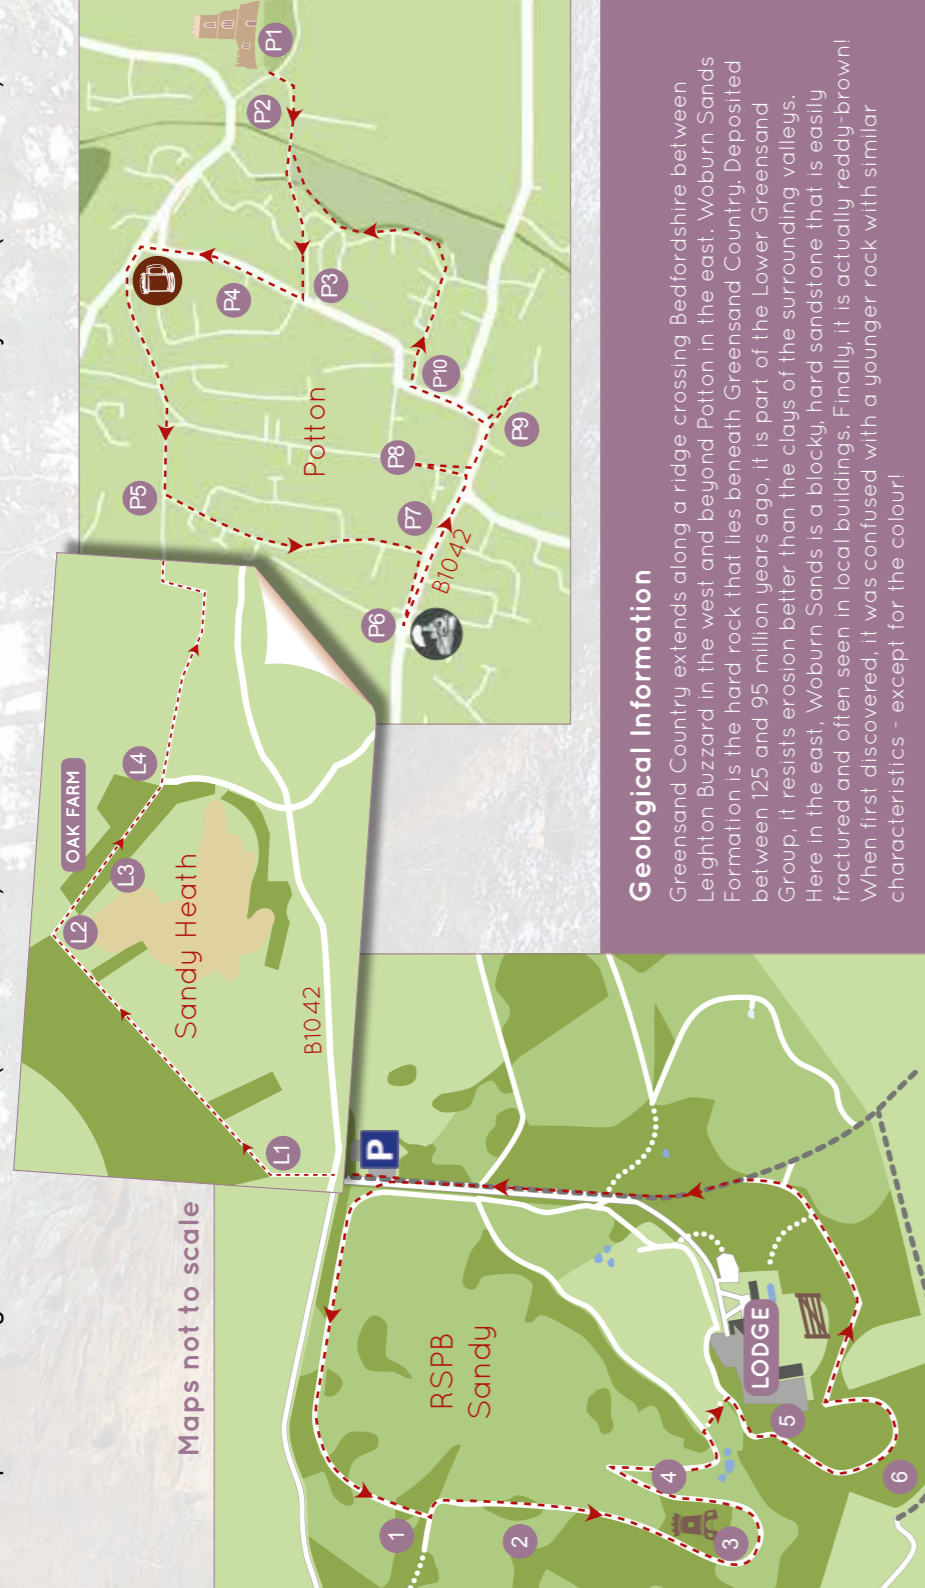 Maps not to scale
RSPB
Sandy
LODGE
1
2
3
4
5
6
P
L1
L2
L3
L4
OAK FARM
Sandy Heath
B1042
Potton
B1042
P1
P2
P3
P4
P5
P6
P7
P8
P9
P10
Geological Information
Greensand Country extends along a ridge crossing Bedfordshire between
Leighton Buzzard in the west and beyond Potton in the east. Woburn Sands
Formation is the hard rock that lies beneath Greensand Country. Deposited
between 125 and 95 million years ago, it is part of the Lower Greensand
Group, it resists erosion better than the clays of the surrounding valleys.
Here in the east, Woburn Sands is a blocky, hard sandstone that is easily
fractured and often seen in local buildings. Finally, it is actually reddy-brown!
When first discovered, it was confused with a younger rock with similar
characteristics - except for the colour!